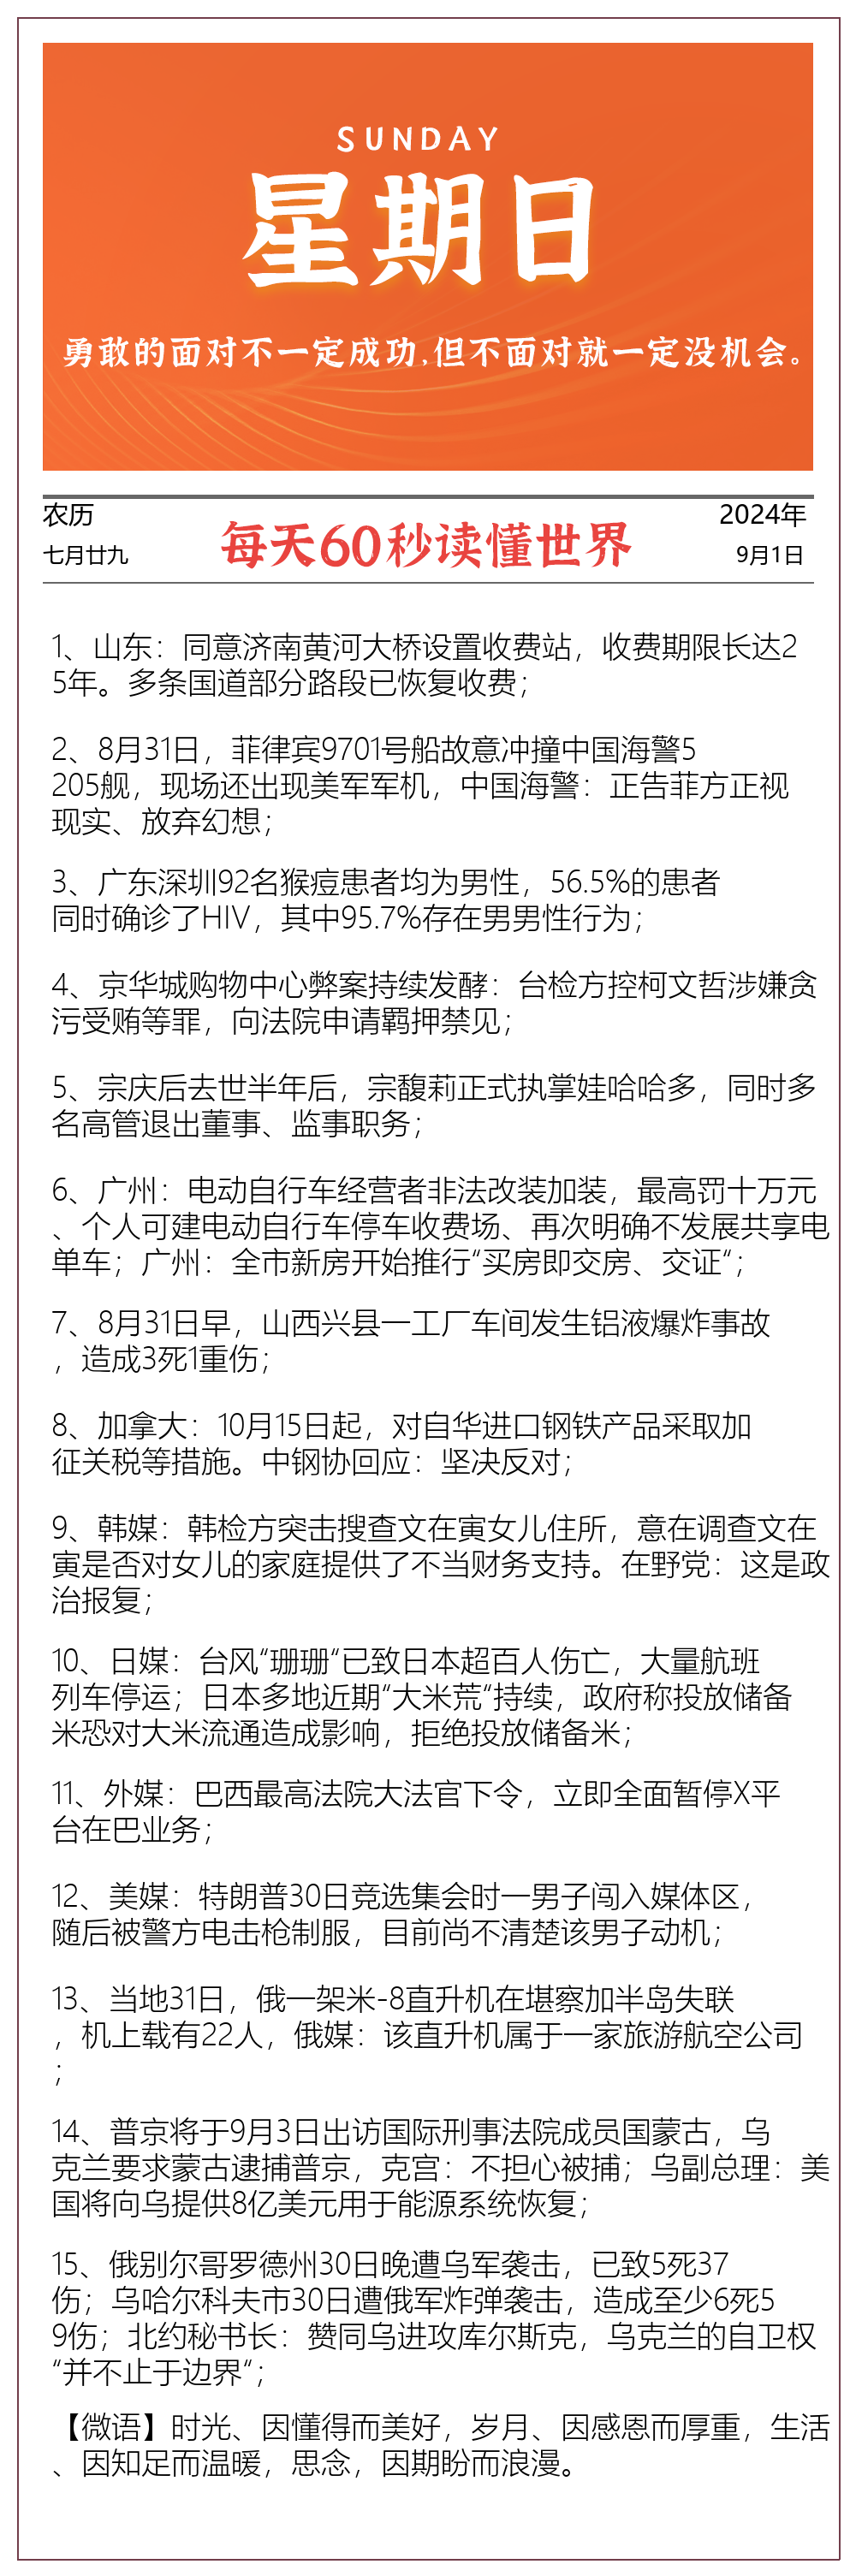 SUNDAY
星期日
勇敢的面对不一定成功,但不面对就一定没机会。
农历
七月廿九
每天60秒读懂世界
2024年
9月1日
1、山东：同意济南黄河大桥设置收费站，收费期限长达2
5年。多条国道部分路段已恢复收费；
2、8月31日，菲律宾9701号船故意冲撞中国海警5
205舰，现场还出现美军军机，中国海警：正告菲方正视
现实、放弃幻想；
3、广东深圳92名猴痘患者均为男性，56.5%的患者
同时确诊了HIV，其中95.7%存在男男性行为；
4、京华城购物中心弊案持续发酵：台检方控柯文哲涉嫌贪
污受贿等罪，向法院申请羁押禁见；
5、宗庆后去世半年后，宗馥莉正式执掌娃哈哈多，同时多
名高管退出董事、监事职务；
6、广州：电动自行车经营者非法改装加装，最高罚十万元
、个人可建电动自行车停车收费场、再次明确不发展共享电
单车；广州：全市新房开始推行“买房即交房、交证“；
7、8月31日早，山西兴县一工厂车间发生铝液爆炸事故
，造成3死1重伤；
8、加拿大：10月15日起，对自华进口钢铁产品采取加
征关税等措施。中钢协回应：坚决反对；
9、韩媒：韩检方突击搜查文在寅女儿住所，意在调查文在
寅是否对女儿的家庭提供了不当财务支持。在野党：这是政
治报复；
10、日媒：台风“珊珊“已致日本超百人伤亡，大量航班
列车停运；日本多地近期“大米荒“持续，政府称投放储备
米恐对大米流通造成影响，拒绝投放储备米；
11、外媒：巴西最高法院大法官下令，立即全面暂停X平
台在巴业务；
12、美媒：特朗普30日竞选集会时一男子闯入媒体区，
随后被警方电击枪制服，目前尚不清楚该男子动机；
13、当地31日，俄一架米-8直升机在堪察加半岛失联
，机上载有22人，俄媒：该直升机属于一家旅游航空公司
；
14、普京将于9月3日出访国际刑事法院成员国蒙古，乌
克兰要求蒙古逮捕普京，克宫：不担心被捕；乌副总理：美
国将向乌提供8亿美元用于能源系统恢复；
15、俄别尔哥罗德州30日晚遭乌军袭击，已致5死37
伤；乌哈尔科夫市30日遭俄军炸弹袭击，造成至少6死5
9伤；北约秘书长：赞同乌进攻库尔斯克，乌克兰的自卫权
“并不止于边界“；
【微语】时光、因懂得而美好，岁月、因感恩而厚重，生活
、因知足而温暖，思念，因期盼而浪漫。